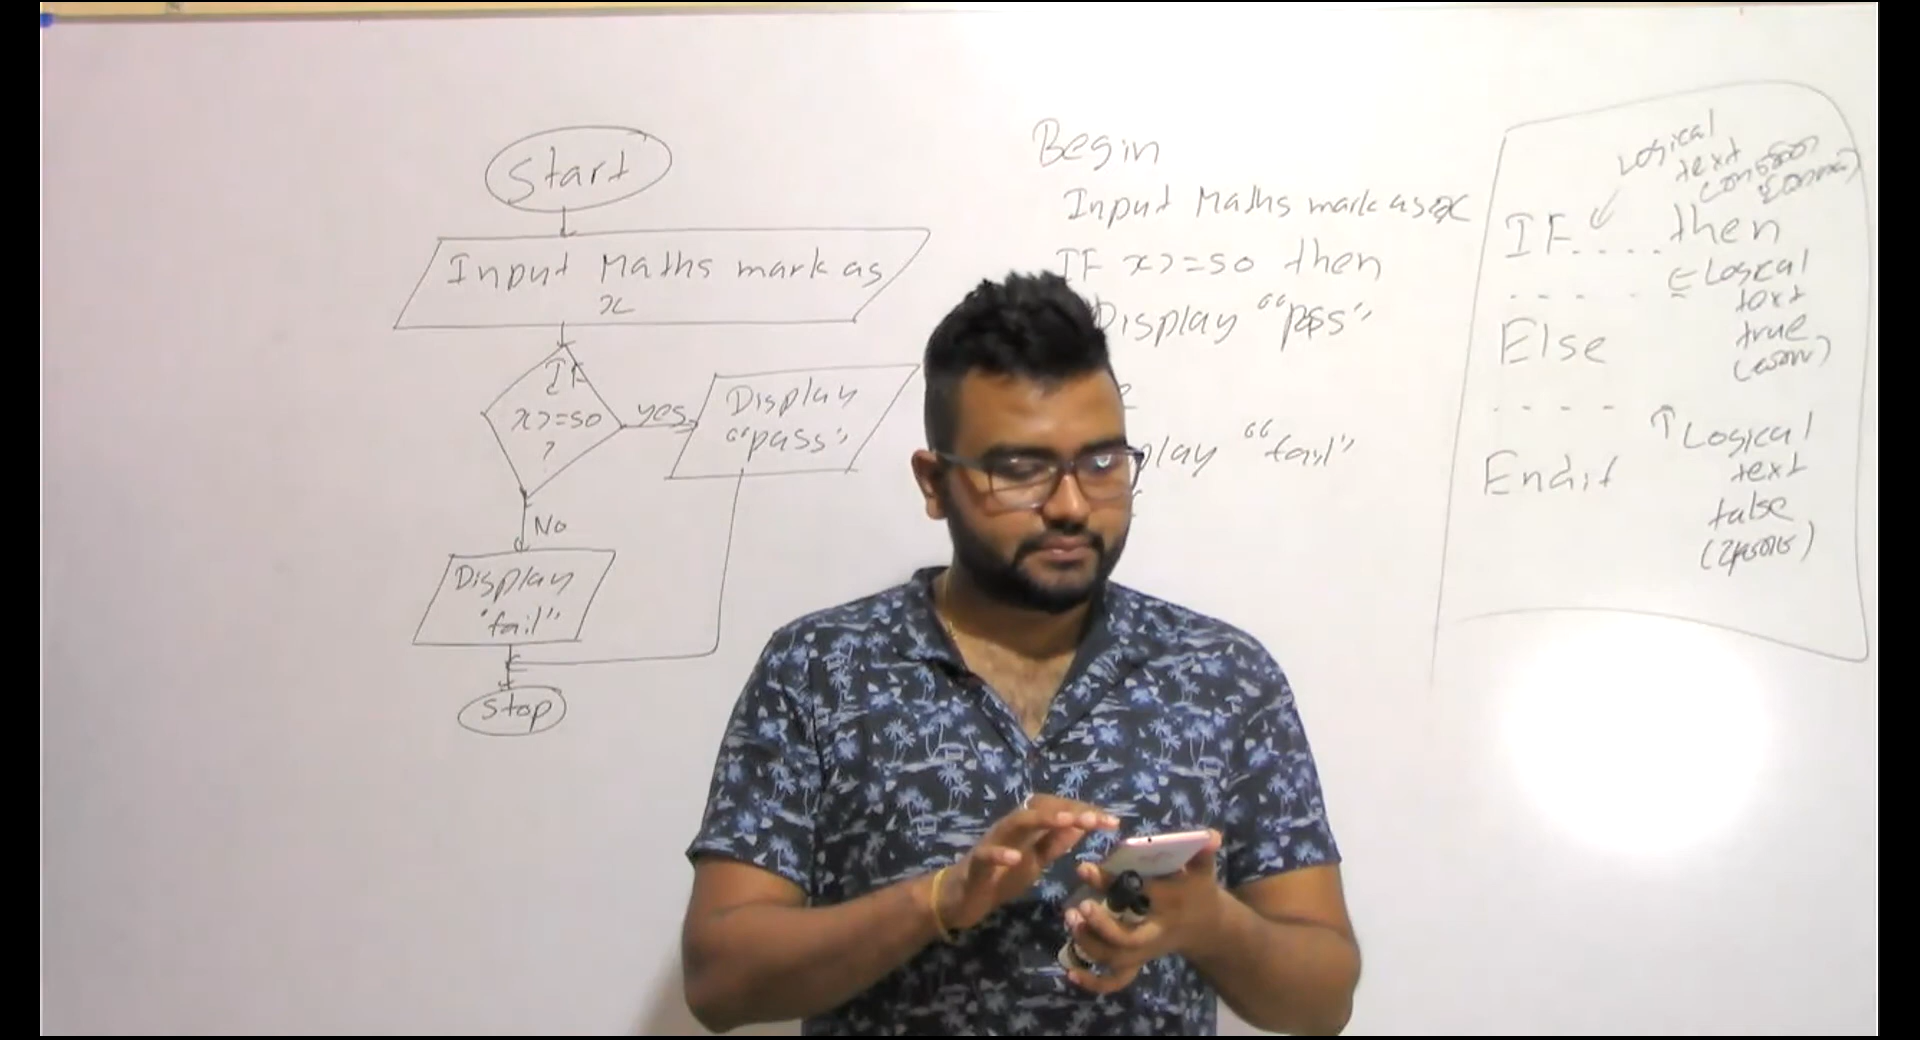 Start
Input Maths mark as
x
IF
x>=50
?
yes
Display
"pass"
No
Display
"fail"
Stop
Begin
Input Maths mark as x
IF x>=50 then
Display "pass"
play "fail"
Logical
text
IF..... then
Logical
text
true
Else
Logical
text
false
Endif